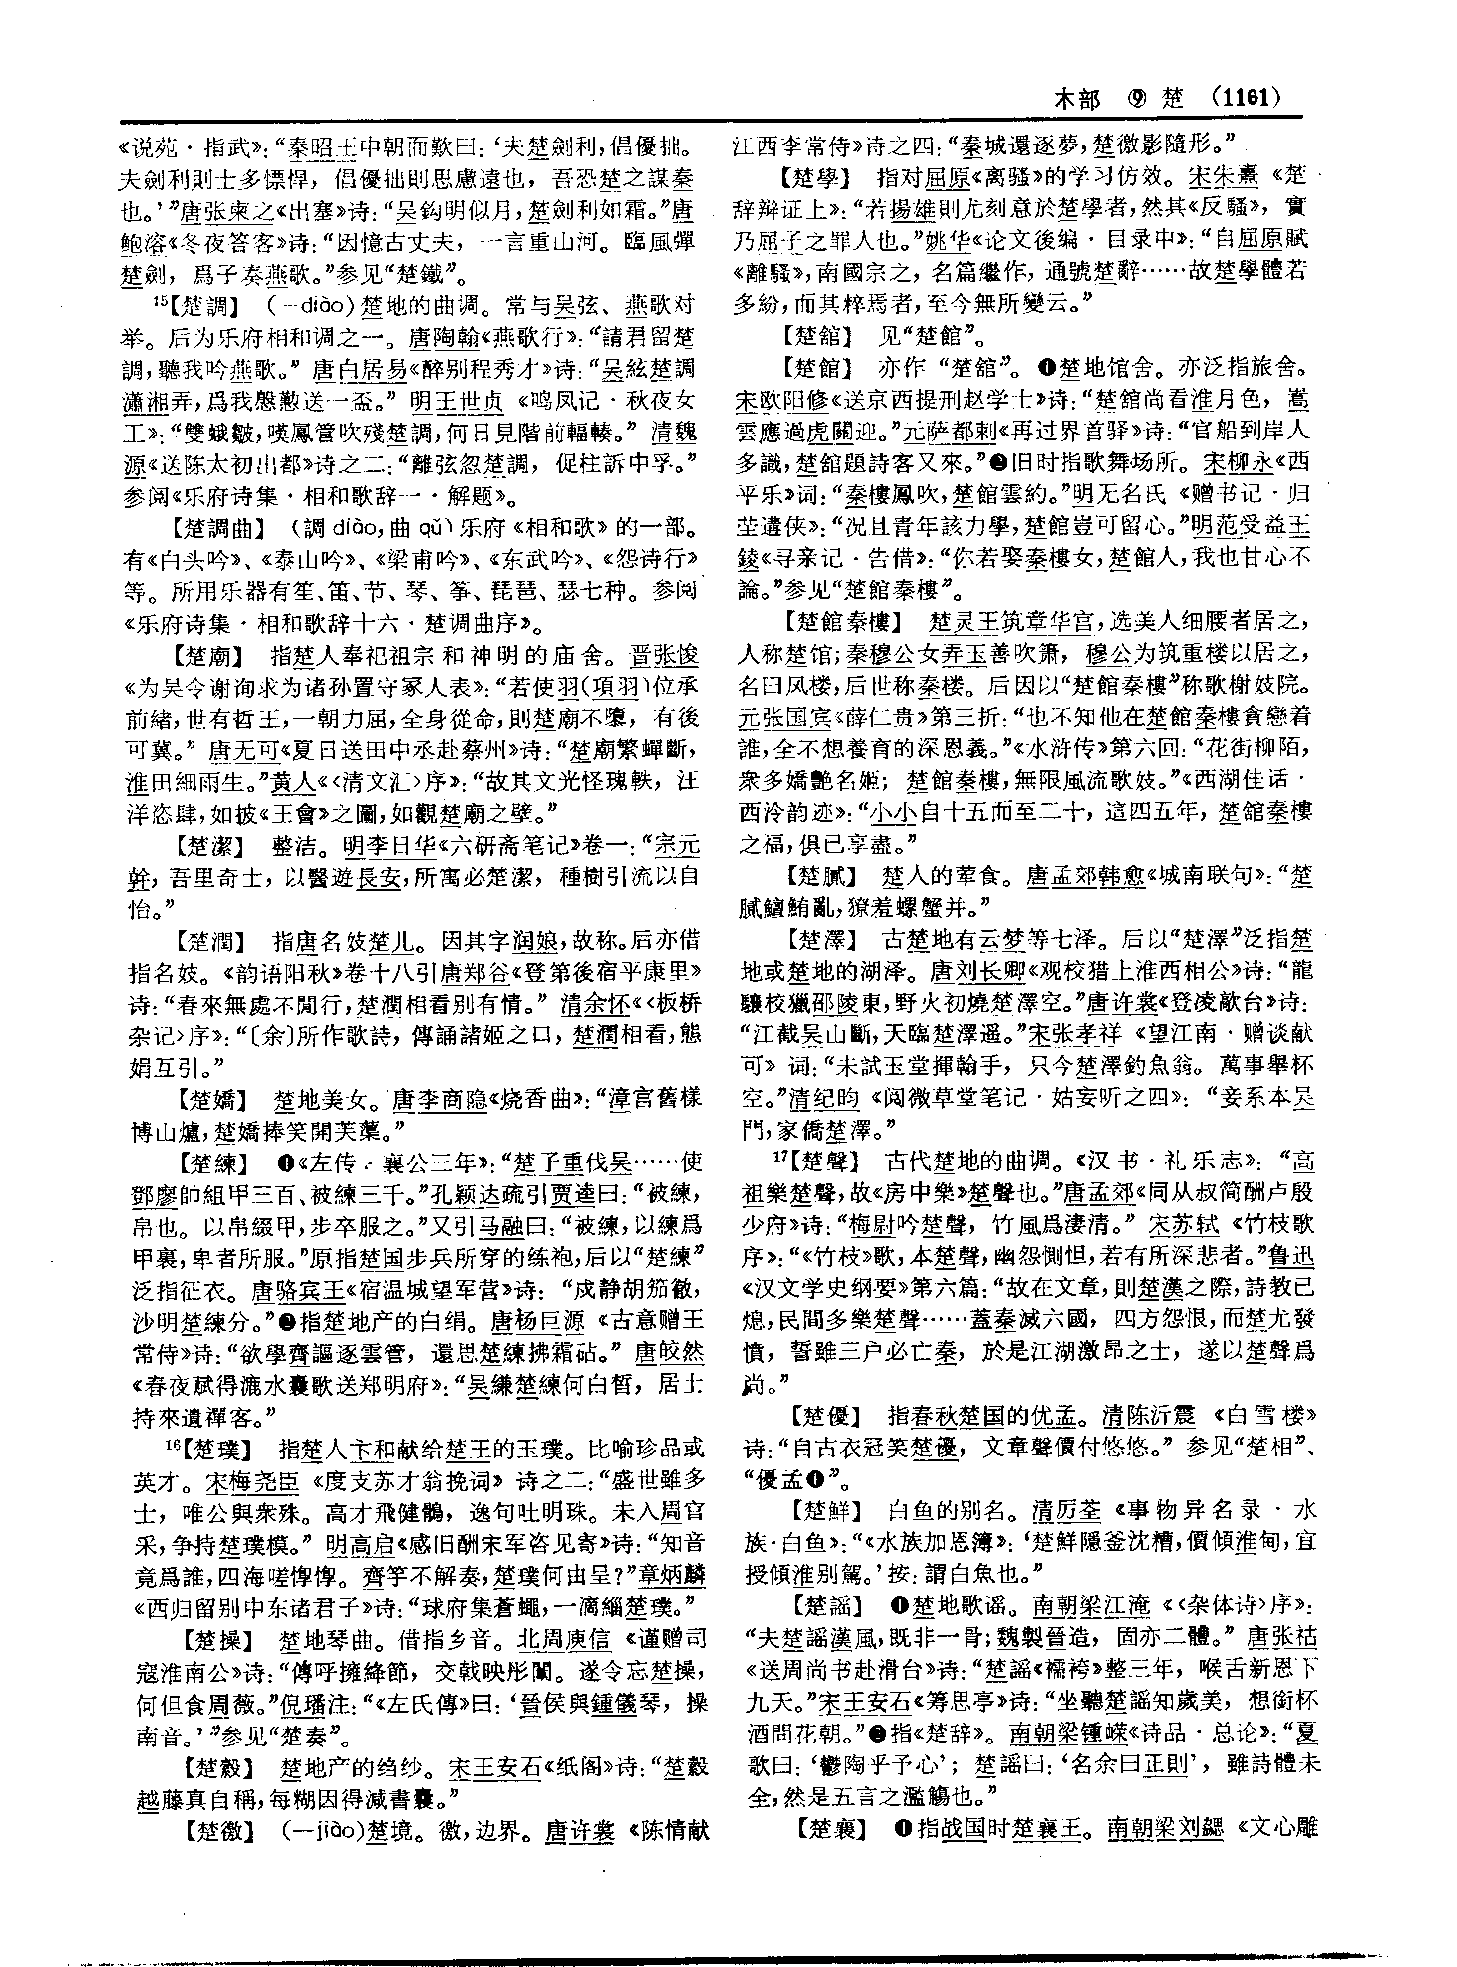 木部 ⑨ 楚 (1161)
《说苑·指武》：“秦昭王中朝而歎曰：‘夫楚劍利，倡優拙。
夫劍利則士多慓悍，倡優拙則思慮遠也，吾恐楚之謀秦
也。’”唐张柬之《出塞》诗：“吴鈎明似月，楚劍利如霜。”唐
鲍溶《冬夜答客》诗：“因憶古丈夫，一言重山河。臨風彈
楚劍，爲子奏燕歌。”参见“楚鐵”。
¹⁵【楚調】 (—diào)楚地的曲调。常与吴弦、燕歌对
举。后为乐府相和调之一。唐陶翰《燕歌行》：“請君留楚
調，聽我吟燕歌。”唐白居易《醉别程秀才》诗：“吴絃楚調
瀟湘弄，爲我慇懃送一盃。”明王世贞《鸣凤记·秋夜女
工》：“雙蛾皺，嘆鳳管吹殘楚調，何日見階前輻輳。”清魏
源《送陈太初出都》诗之二：“離弦忽楚調，促柱訴中孚。”
参阅《乐府诗集·相和歌辞一·解题》。
【楚調曲】 (調 diào，曲 qǔ)乐府《相和歌》的一部。
有《白头吟》、《泰山吟》、《梁甫吟》、《东武吟》、《怨诗行》
等。所用乐器有笙、笛、节、琴、筝、琵琶、瑟七种。参阅
《乐府诗集·相和歌辞十六·楚调曲序》。
【楚廟】 指楚人奉祀祖宗和神明的庙舍。晋张悛
《为吴令谢询求为诸孙置守冢人表》：“若使羽(項羽)位承
前緒，世有哲王，一朝力屈，全身從命，則楚廟不隳，有後
可冀。”唐无可《夏日送田中丞赴蔡州》诗：“楚廟繁蟬斷，
淮田細雨生。”黄人《〈清文汇〉序》：“故其文光怪瑰軼，汪
洋恣肆，如披《王會》之圖，如觀楚廟之壁。”
【楚潔】 整洁。明李日华《六研斋笔记》卷一：“宗元
幹，吾里奇士，以醫遊長安，所寓必楚潔，種樹引流以自
怡。”
【楚潤】 指唐名妓楚儿。因其字润娘，故称。后亦借
指名妓。《韵语阳秋》卷十八引唐郑谷《登第後宿平康里》
诗：“春來無處不閒行，楚潤相看别有情。”清余怀《〈板桥
杂记〉序》：“〔余〕所作歌詩，傳誦諸姬之口，楚潤相看，態
娟互引。”
【楚嬌】 楚地美女。唐李商隐《烧香曲》：“漳宫舊樣
博山爐，楚嬌捧笑開芙蕖。”
【楚練】 ❶《左传·襄公三年》：“楚子重伐吴……使
鄧廖帥組甲三百、被練三千。”孔颖达疏引贾逵曰：“被練，
帛也。以帛綴甲，步卒服之。”又引马融曰：“被練，以練爲
甲裏，卑者所服。”原指楚国步兵所穿的练袍，后以“楚練”
泛指征衣。唐骆宾王《宿温城望军营》诗：“戍静胡笳徹，
沙明楚練分。”❷指楚地产的白绢。唐杨巨源《古意赠王
常侍》诗：“欲學齊謳逐雲管，還思楚練拂霜砧。”唐皎然
《春夜赋得漉水囊歌送郑明府》：“吴縑楚練何白皙，居士
持來遺禪客。”
¹⁶【楚璞】 指楚人卞和献给楚王的玉璞。比喻珍品或
英才。宋梅尧臣《度支苏才翁挽词》诗之二：“盛世雖多
士，唯公與衆殊。高才飛健鶻，逸句吐明珠。未入周官
采，争持楚璞模。”明高启《感旧酬宋军咨见寄》诗：“知音
竟爲誰，四海嗟惸惸。齊竽不解奏，楚璞何由呈？”章炳麟
《西归留别中东诸君子》诗：“球府集蒼蠅，一滴緇楚璞。”
【楚操】 楚地琴曲。借指乡音。北周庾信《谨赠司
寇淮南公》诗：“傳呼擁絳節，交戟映彤闈。遂令忘楚操，
何但食周薇。”倪璠注：“《左氏傳》曰：‘晉侯與鍾儀琴，操
南音。’”参见“楚奏”。
【楚縠】 楚地产的绉纱。宋王安石《纸阁》诗：“楚縠
越藤真自稱，每糊因得減書囊。”
【楚徼】 (—jiào)楚境。徼，边界。唐许裳《陈情献
江西李常侍》诗之四：“秦城還逐夢，楚徼影隨形。”
【楚學】 指对屈原《离骚》的学习仿效。宋朱熹《楚
辞辩证上》：“若揚雄則尤刻意於楚學者，然其《反騷》，實
乃屈子之罪人也。”姚华《论文後编·目录中》：“自屈原賦
《離騷》，南國宗之，名篇繼作，通號楚辭……故楚學體若
多紛，而其粹焉者，至今無所變云。”
【楚舘】 见“楚館”。
【楚館】 亦作“楚舘”。❶楚地馆舍。亦泛指旅舍。
宋欧阳修《送京西提刑赵学士》诗：“楚舘尚看淮月色，嵩
雲應過虎關迎。”元萨都剌《再过界首驿》诗：“官船到岸人
多識，楚舘題詩客又來。”❷旧时指歌舞场所。宋柳永《西
平乐》词：“秦樓鳳吹，楚館雲約。”明无名氏《赠书记·归
茔遘侠》：“况且青年該力學，楚館豈可留心。”明范受益王
錂《寻亲记·告借》：“你若娶秦樓女，楚館人，我也甘心不
論。”参见“楚館秦樓”。
【楚館秦樓】 楚灵王筑章华宫，选美人细腰者居之，
人称楚馆；秦穆公女弄玉善吹箫，穆公为筑重楼以居之，
名曰凤楼，后世称秦楼。后因以“楚館秦樓”称歌榭妓院。
元张国宾《薛仁贵》第三折：“也不知他在楚館秦樓貪戀着
誰，全不想養育的深恩義。”《水浒传》第六回：“花街柳陌，
衆多嬌艷名姬；楚館秦樓，無限風流歌妓。”《西湖佳话·
西泠韵迹》：“小小自十五而至二十，這四五年，楚舘秦樓
之福，俱已享盡。”
【楚膩】 楚人的荤食。唐孟郊韩愈《城南联句》：“楚
膩鱣鮪亂，獠羞螺蟹并。”
【楚澤】 古楚地有云梦等七泽。后以“楚澤”泛指楚
地或楚地的湖泽。唐刘长卿《观校猎上淮西相公》诗：“龍
驤校獵邵陵東，野火初燒楚澤空。”唐许裳《登凌歊台》诗：
“江截吴山斷，天臨楚澤遥。”宋张孝祥《望江南·赠谈献
可》词：“未試玉堂揮翰手，只今楚澤釣魚翁。萬事舉杯
空。”清纪昀《阅微草堂笔记·姑妄听之四》：“妾系本吴
門，家僑楚澤。”
¹⁷【楚聲】 古代楚地的曲调。《汉书·礼乐志》：“高
祖樂楚聲，故《房中樂》楚聲也。”唐孟郊《同从叔简酬卢殷
少府》诗：“梅尉吟楚聲，竹風爲凄清。”宋苏轼《竹枝歌
序》：“《竹枝》歌，本楚聲，幽怨惻怛，若有所深悲者。”鲁迅
《汉文学史纲要》第六篇：“故在文章，則楚漢之際，詩教已
熄，民間多樂楚聲……蓋秦滅六國，四方怨恨，而楚尤發
憤，誓雖三户必亡秦，於是江湖激昂之士，遂以楚聲爲
尚。”
【楚優】 指春秋楚国的优孟。清陈沂震《白雪楼》
诗：“自古衣冠笑楚優，文章聲價付悠悠。”参见“楚相”、
“優孟❶”。
【楚鮮】 白鱼的别名。清厉荃《事物异名录·水
族·白鱼》：“《水族加恩簿》：‘楚鮮隱釜沈糟，價傾淮甸，宜
授傾淮别駕。’按：謂白魚也。”
【楚謡】 ❶楚地歌谣。南朝梁江淹《〈杂体诗〉序》：
“夫楚謡漢風，既非一骨；魏製晉造，固亦二體。”唐张祜
《送周尚书赴滑台》诗：“楚謡《襦袴》整三年，喉舌新恩下
九天。”宋王安石《筹思亭》诗：“坐聽楚謡知歲美，想銜杯
酒問花朝。”❷指《楚辞》。南朝梁锺嵘《诗品·总论》：“夏
歌曰：‘鬱陶乎予心’；楚謡曰：‘名余曰正則’，雖詩體未
全，然是五言之濫觴也。”
【楚襄】 ❶指战国时楚襄王。南朝梁刘勰《文心雕